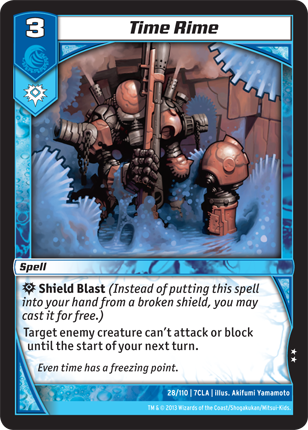 3
Time Rime
Spell
Shield Blast (Instead of putting this spell
into your hand from a broken shield, you may
cast it for free.)
Target enemy creature can't attack or block
until the start of your next turn.
Even time has a freezing point.
28/110 | 7CLA | illus. Akifumi Yamamoto
TM & © 2013 Wizards of the Coast/Shogakukan/Mitsui-Kids.